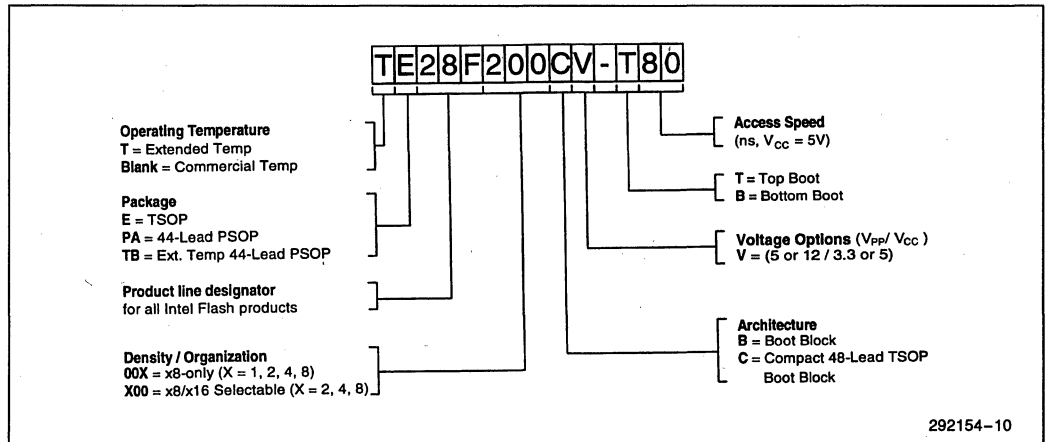 TE28F200CV-T80
Operating Temperature
T = Extended Temp
Blank = Commercial Temp
Package
E = TSOP
PA = 44-Lead PSOP
TB = Ext. Temp 44-Lead PSOP
Product line designator
for all Intel Flash products
Density / Organization
00X = x8-only (X = 1, 2, 4, 8)
X00 = x8/x16 Selectable (X = 2, 4, 8)
Access Speed
(ns, VCC = 5V)
T = Top Boot
B = Bottom Boot
Voltage Options (VPP/ VCC )
V = (5 or 12 / 3.3 or 5)
Architecture
B = Boot Block
C = Compact 48-Lead TSOP
Boot Block
292154-10